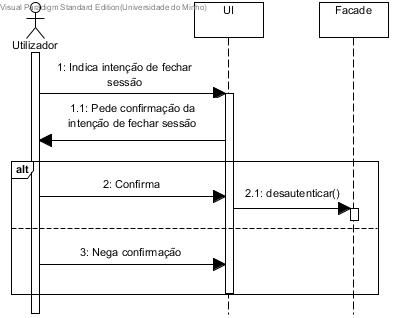 Visual Paradigm Standard Edition(Universidade do Minho)
Utilizador
UI
Facade
1: Indica intenção de fechar
sessão
1.1: Pede confirmação da
intenção de fechar sessão
alt
2: Confirma
2.1: desautenticar()
3: Nega confirmação